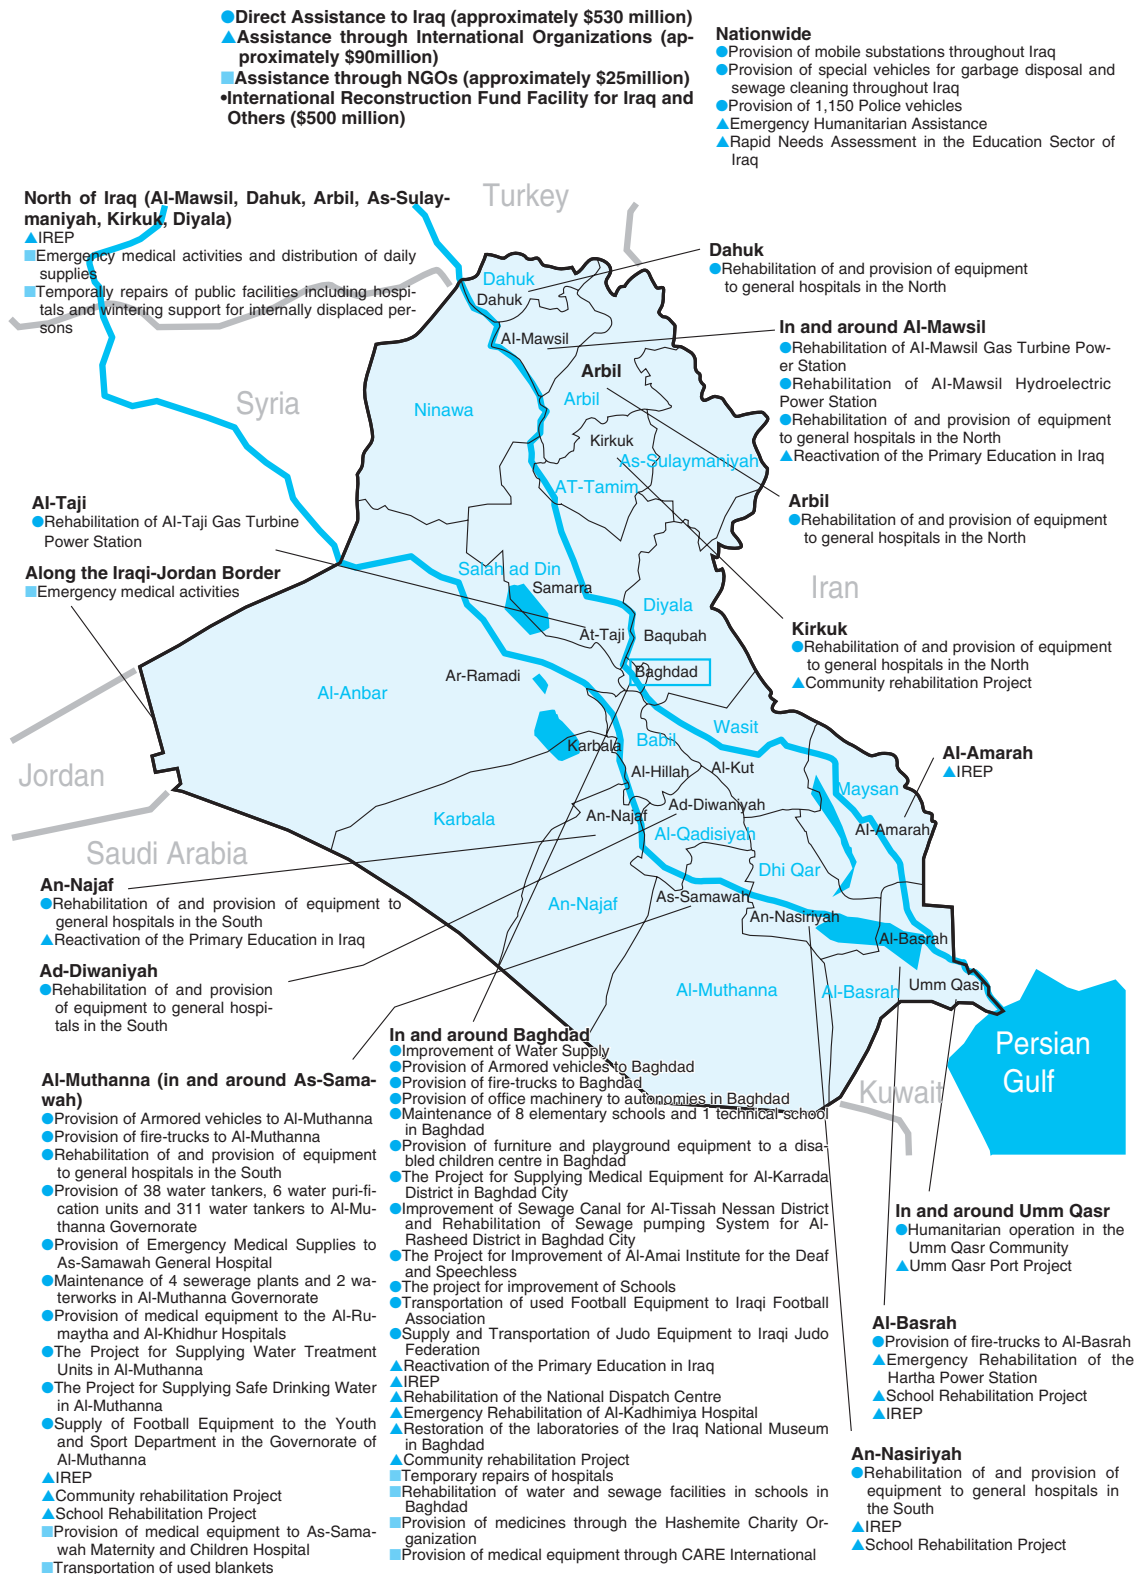 ●Direct Assistance to Iraq (approximately $530 million)
▲Assistance through International Organizations (ap-
proximately $90million)
■Assistance through NGOs (approximately $25million)
•International Reconstruction Fund Facility for Iraq and
Others ($500 million)
Nationwide
●Provision of mobile substations throughout Iraq
●Provision of special vehicles for garbage disposal and
sewage cleaning throughout Iraq
●Provision of 1,150 Police vehicles
▲Emergency Humanitarian Assistance
▲Rapid Needs Assessment in the Education Sector of
Iraq
North of Iraq (Al-Mawsil, Dahuk, Arbil, As-Sulay-
maniyah, Kirkuk, Diyala)
▲IREP
■Emergency medical activities and distribution of daily
supplies
■Temporally repairs of public facilities including hospi-
tals and wintering support for internally displaced per-
sons
Dahuk
●Rehabilitation of and provision of equipment
to general hospitals in the North
In and around Al-Mawsil
●Rehabilitation of Al-Mawsil Gas Turbine Pow-
er Station
●Rehabilitation of Al-Mawsil Hydroelectric
Power Station
●Rehabilitation of and provision of equipment
to general hospitals in the North
▲Reactivation of the Primary Education in Iraq
Arbil
●Rehabilitation of and provision of equipment
to general hospitals in the North
Kirkuk
●Rehabilitation of and provision of equipment
to general hospitals in the North
▲Community rehabilitation Project
Al-Amarah
▲IREP
Al-Taji
●Rehabilitation of Al-Taji Gas Turbine
Power Station
Along the Iraqi-Jordan Border
■Emergency medical activities
Turkey
Syria
Iran
Jordan
Saudi Arabia
Kuwait
Persian
Gulf
Dahuk
Dahuk
Al-Mawsil
Arbil
Arbil
Ninawa
Kirkuk
As-Sulaymaniyah
AT-Tamim
Salah ad Din
Samarra
Diyala
At-Taji
Baqubah
Baghdad
Ar-Ramadi
Al-Anbar
Wasit
Babil
Karbala
Al-Hillah
Al-Kut
Maysan
Ad-Diwaniyah
An-Najaf
Karbala
Al-Qadisiyah
Al-Amarah
Dhi Qar
As-Samawah
An-Najaf
An-Nasiriyah
Al-Basrah
Al-Muthanna
Al-Basrah
Umm Qasr
An-Najaf
●Rehabilitation of and provision of equipment to
general hospitals in the South
▲Reactivation of the Primary Education in Iraq
Ad-Diwaniyah
●Rehabilitation of and provision
of equipment to general hospi-
tals in the South
Al-Muthanna (in and around As-Sama-
wah)
●Provision of Armored vehicles to Al-Muthanna
●Provision of fire-trucks to Al-Muthanna
●Rehabilitation of and provision of equipment
to general hospitals in the South
●Provision of 38 water tankers, 6 water puri-fi-
cation units and 311 water tankers to Al-Mu-
thanna Governorate
●Provision of Emergency Medical Supplies to
As-Samawah General Hospital
●Maintenance of 4 sewerage plants and 2 wa-
terworks in Al-Muthanna Governorate
●Provision of medical equipment to the Al-Ru-
maytha and Al-Khidhur Hospitals
●The Project for Supplying Water Treatment
Units in Al-Muthanna
●The Project for Supplying Safe Drinking Water
in Al-Muthanna
●Supply of Football Equipment to the Youth
and Sport Department in the Governorate of
Al-Muthanna
▲IREP
▲Community rehabilitation Project
▲School Rehabilitation Project
■Provision of medical equipment to As-Sama-
wah Maternity and Children Hospital
■Transportation of used blankets
In and around Baghdad
●Improvement of Water Supply
●Provision of Armored vehicles to Baghdad
●Provision of fire-trucks to Baghdad
●Provision of office machinery to autonomies in Baghdad
●Maintenance of 8 elementary schools and 1 technical school
in Baghdad
●Provision of furniture and playground equipment to a disa-
bled children centre in Baghdad
●The Project for Supplying Medical Equipment for Al-Karrada
District in Baghdad City
●Improvement of Sewage Canal for Al-Tissah Nessan District
and Rehabilitation of Sewage pumping System for Al-
Rasheed District in Baghdad City
●The Project for Improvement of Al-Amai Institute for the Deaf
and Speechless
●The project for improvement of Schools
●Transportation of used Football Equipment to Iraqi Football
Association
●Supply and Transportation of Judo Equipment to Iraqi Judo
Federation
▲Reactivation of the Primary Education in Iraq
▲IREP
▲Rehabilitation of the National Dispatch Centre
▲Emergency Rehabilitation of Al-Kadhimiya Hospital
▲Restoration of the laboratories of the Iraq National Museum
in Baghdad
▲Community rehabilitation Project
■Temporary repairs of hospitals
■Rehabilitation of water and sewage facilities in schools in
Baghdad
■Provision of medicines through the Hashemite Charity Or-
ganization
■Provision of medical equipment through CARE International
In and around Umm Qasr
●Humanitarian operation in the
Umm Qasr Community
▲Umm Qasr Port Project
Al-Basrah
●Provision of fire-trucks to Al-Basrah
▲Emergency Rehabilitation of the
Hartha Power Station
▲School Rehabilitation Project
▲IREP
An-Nasiriyah
●Rehabilitation of and provision of
equipment to general hospitals in
the South
▲IREP
▲School Rehabilitation Project